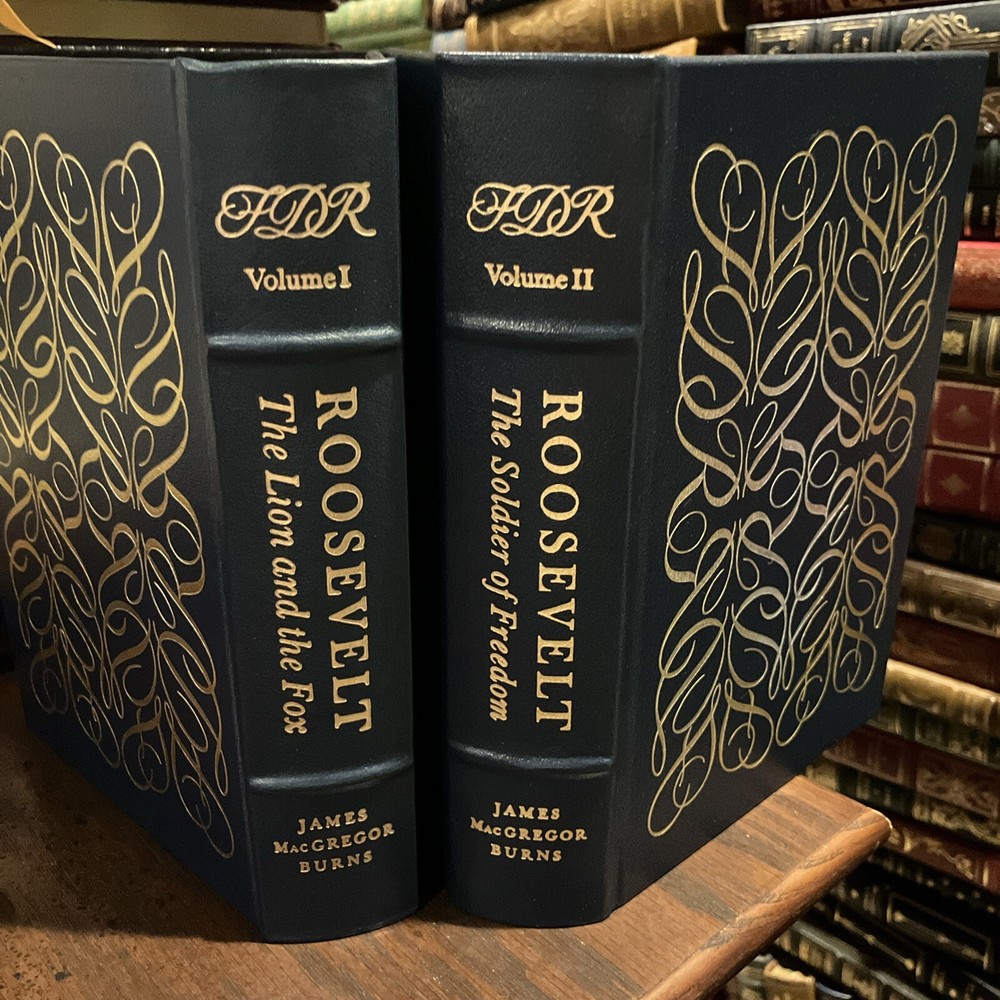 FDR
Volume I
ROOSEVELT
The Lion and the Fox
JAMES
MACGREGOR
BURNS
FDR
Volume II
ROOSEVELT
The Soldier of Freedom
JAMES
MACGREGOR
BURNS